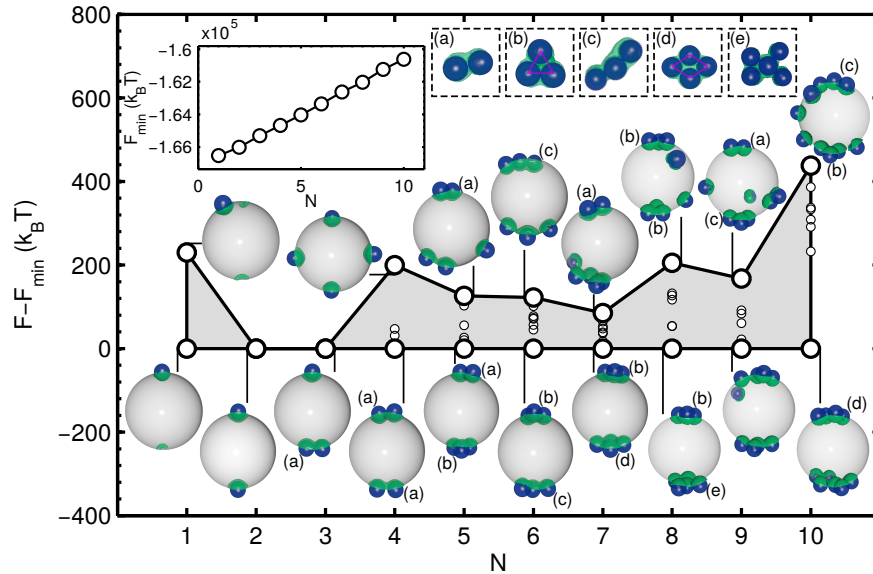 800
600
400
200
0
−200
−400
F−F_min (k_BT)
1 2 3 4 5 6 7 8 9 10
N
x10^5
−1.6
−1.62
−1.64
−1.66
F_min (k_BT)
0 5 10
N
(a) (b) (c) (d) (e)
(c)
(b)
(a)
(c)
(a)
(b)
(b)
(a)
(c)
(a)
(a)
(a)
(a)
(b)
(b)
(c)
(b)
(d)
(b)
(e)
(d)